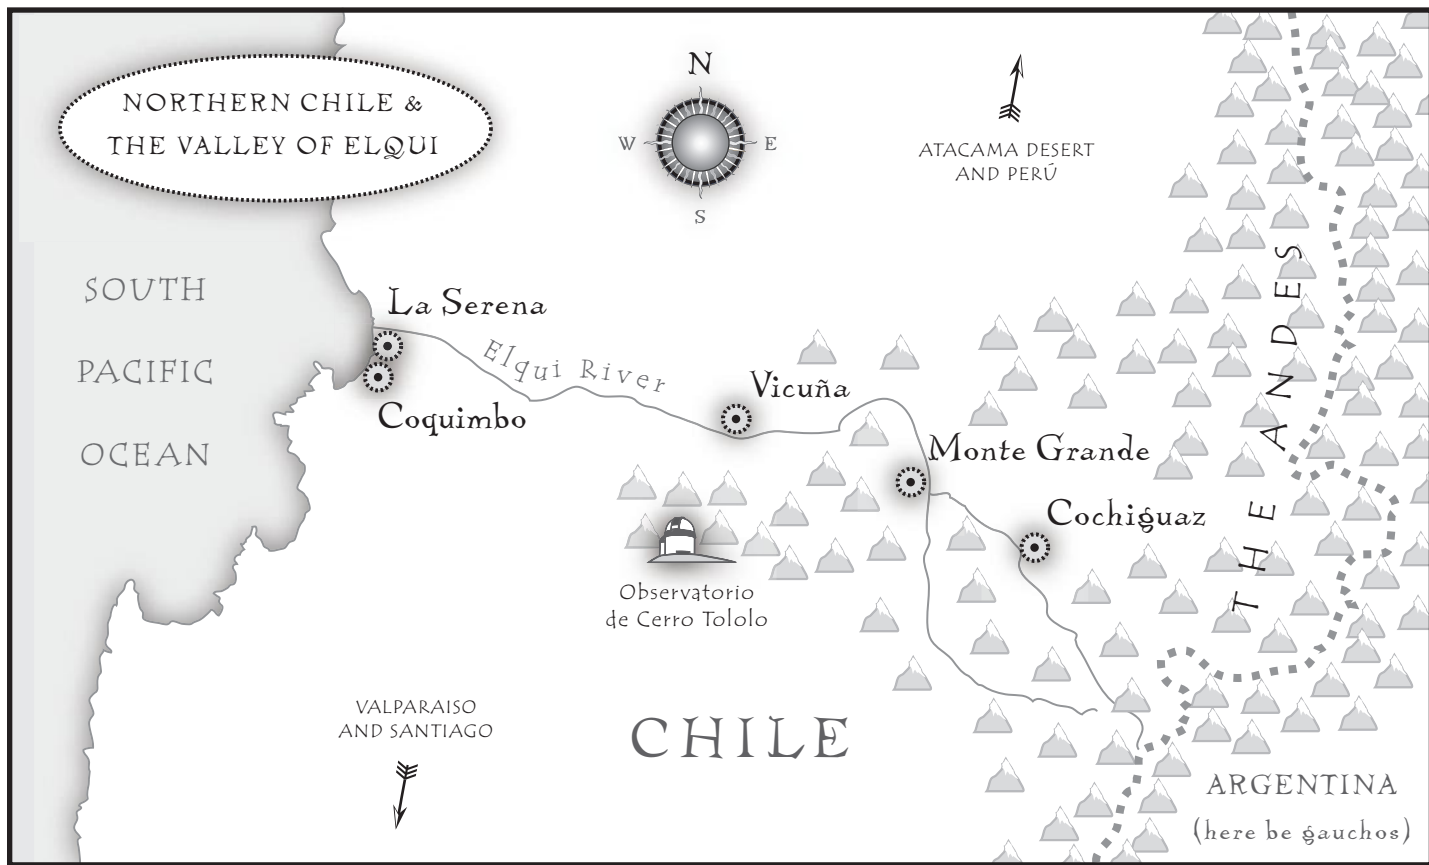 NORTHERN CHILE &
THE VALLEY OF ELQUI
N
W
E
S
ATACAMA DESERT
AND PERÚ
SOUTH
PACIFIC
OCEAN
La Serena
Coquimbo
Elqui River
Vicuña
Monte Grande
Cochiguaz
THE ANDES
Observatorio
de Cerro Tololo
VALPARAISO
AND SANTIAGO
CHILE
ARGENTINA
(here be gauchos)